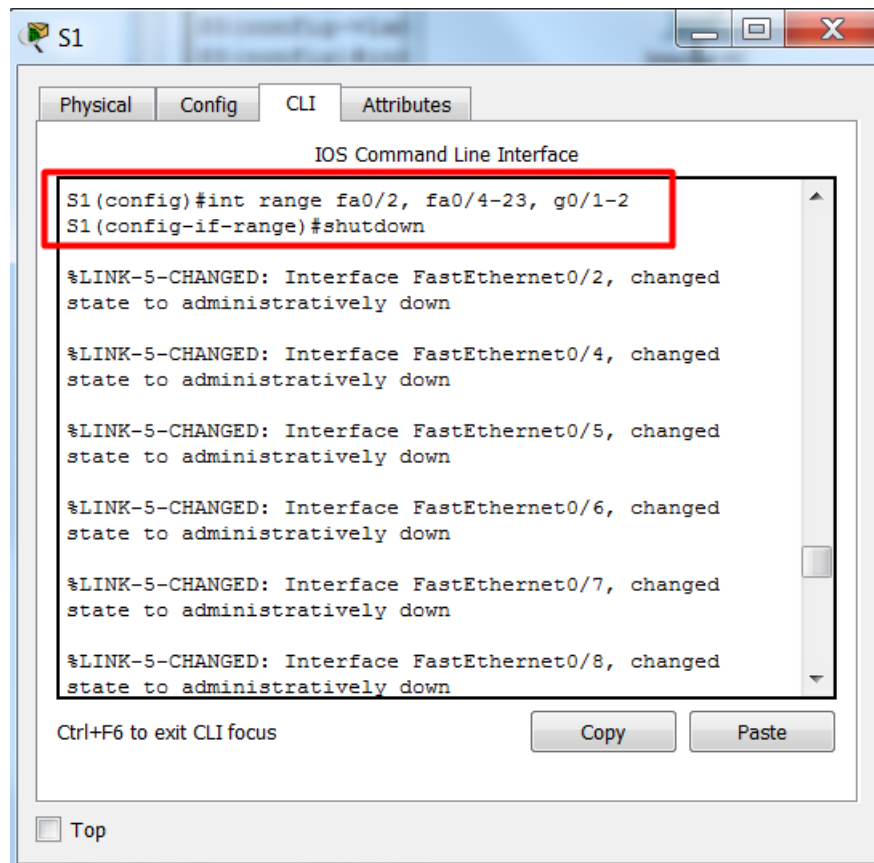 S1
Physical Config CLI Attributes
IOS Command Line Interface
S1(config)#int range fa0/2, fa0/4-23, g0/1-2
S1(config-if-range)#shutdown
%LINK-5-CHANGED: Interface FastEthernet0/2, changed
state to administratively down
%LINK-5-CHANGED: Interface FastEthernet0/4, changed
state to administratively down
%LINK-5-CHANGED: Interface FastEthernet0/5, changed
state to administratively down
%LINK-5-CHANGED: Interface FastEthernet0/6, changed
state to administratively down
%LINK-5-CHANGED: Interface FastEthernet0/7, changed
state to administratively down
%LINK-5-CHANGED: Interface FastEthernet0/8, changed
state to administratively down
Ctrl+F6 to exit CLI focus
Copy Paste
Top